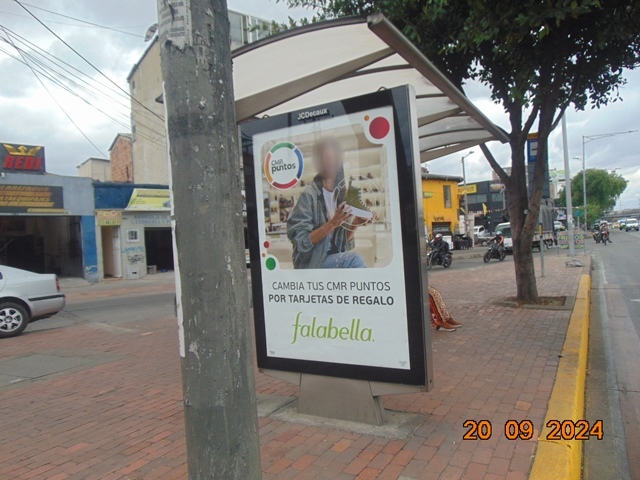 JCDecaux
CMR
puntos
CAMBIA TUS CMR PUNTOS
POR TARJETAS DE REGALO
falabella.
20 09 2024